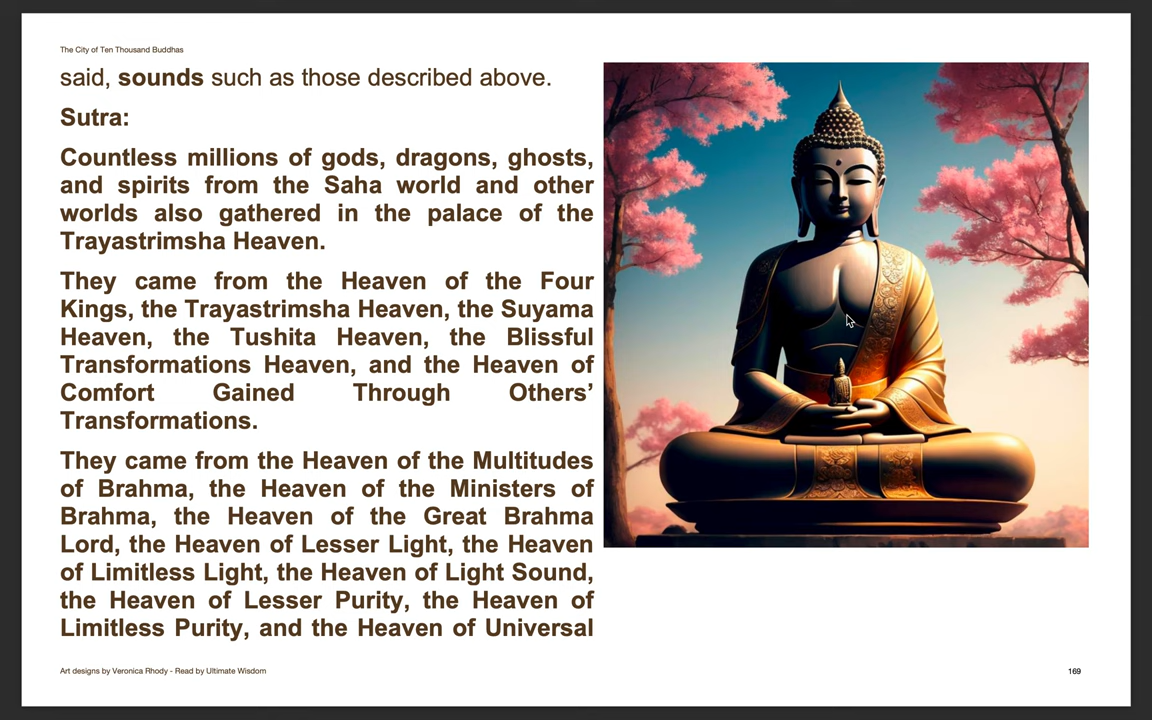 The City of Ten Thousand Buddhas
said, sounds such as those described above.
Sutra:
Countless millions of gods, dragons, ghosts,
and spirits from the Saha world and other
worlds also gathered in the palace of the
Trayastrimsha Heaven.
They came from the Heaven of the Four
Kings, the Trayastrimsha Heaven, the Suyama
Heaven, the Tushita Heaven, the Blissful
Transformations Heaven, and the Heaven of
Comfort Gained Through Others’
Transformations.
They came from the Heaven of the Multitudes
of Brahma, the Heaven of the Ministers of
Brahma, the Heaven of the Great Brahma
Lord, the Heaven of Lesser Light, the Heaven
of Limitless Light, the Heaven of Light Sound,
the Heaven of Lesser Purity, the Heaven of
Limitless Purity, and the Heaven of Universal
Art designs by Veronica Rhody - Read by Ultimate Wisdom
169